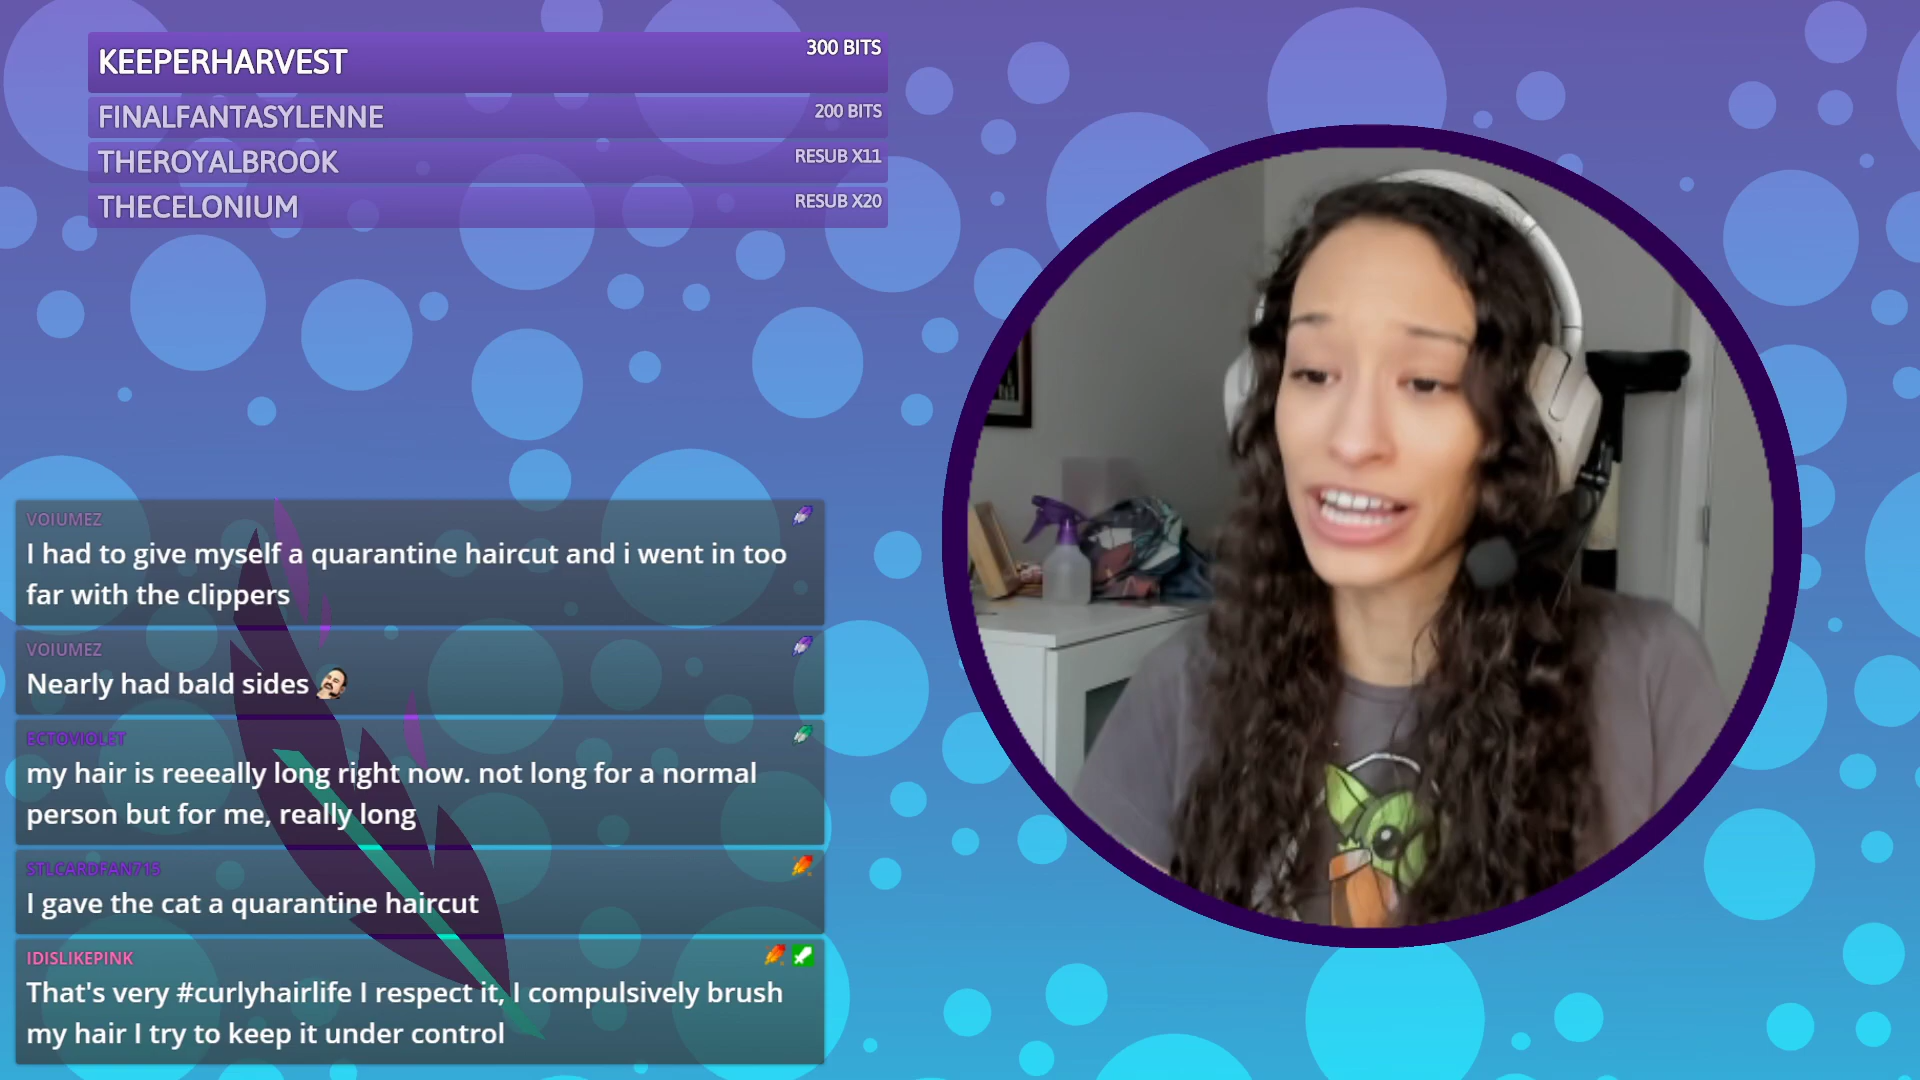 KEEPERHARVEST 300 BITS
FINALFANTASYLENNE 200 BITS
THEROYALBROOK RESUB X11
THECELONIUM RESUB X20
VOIUMEZ
I had to give myself a quarantine haircut and i went in too
far with the clippers
VOIUMEZ
Nearly had bald sides
ECTOVIOLET
my hair is reeeally long right now. not long for a normal
person but for me, really long
STLCARDFAN715
I gave the cat a quarantine haircut
IDISLIKEPINK
That's very #curlyhairlife I respect it, I compulsively brush
my hair I try to keep it under control